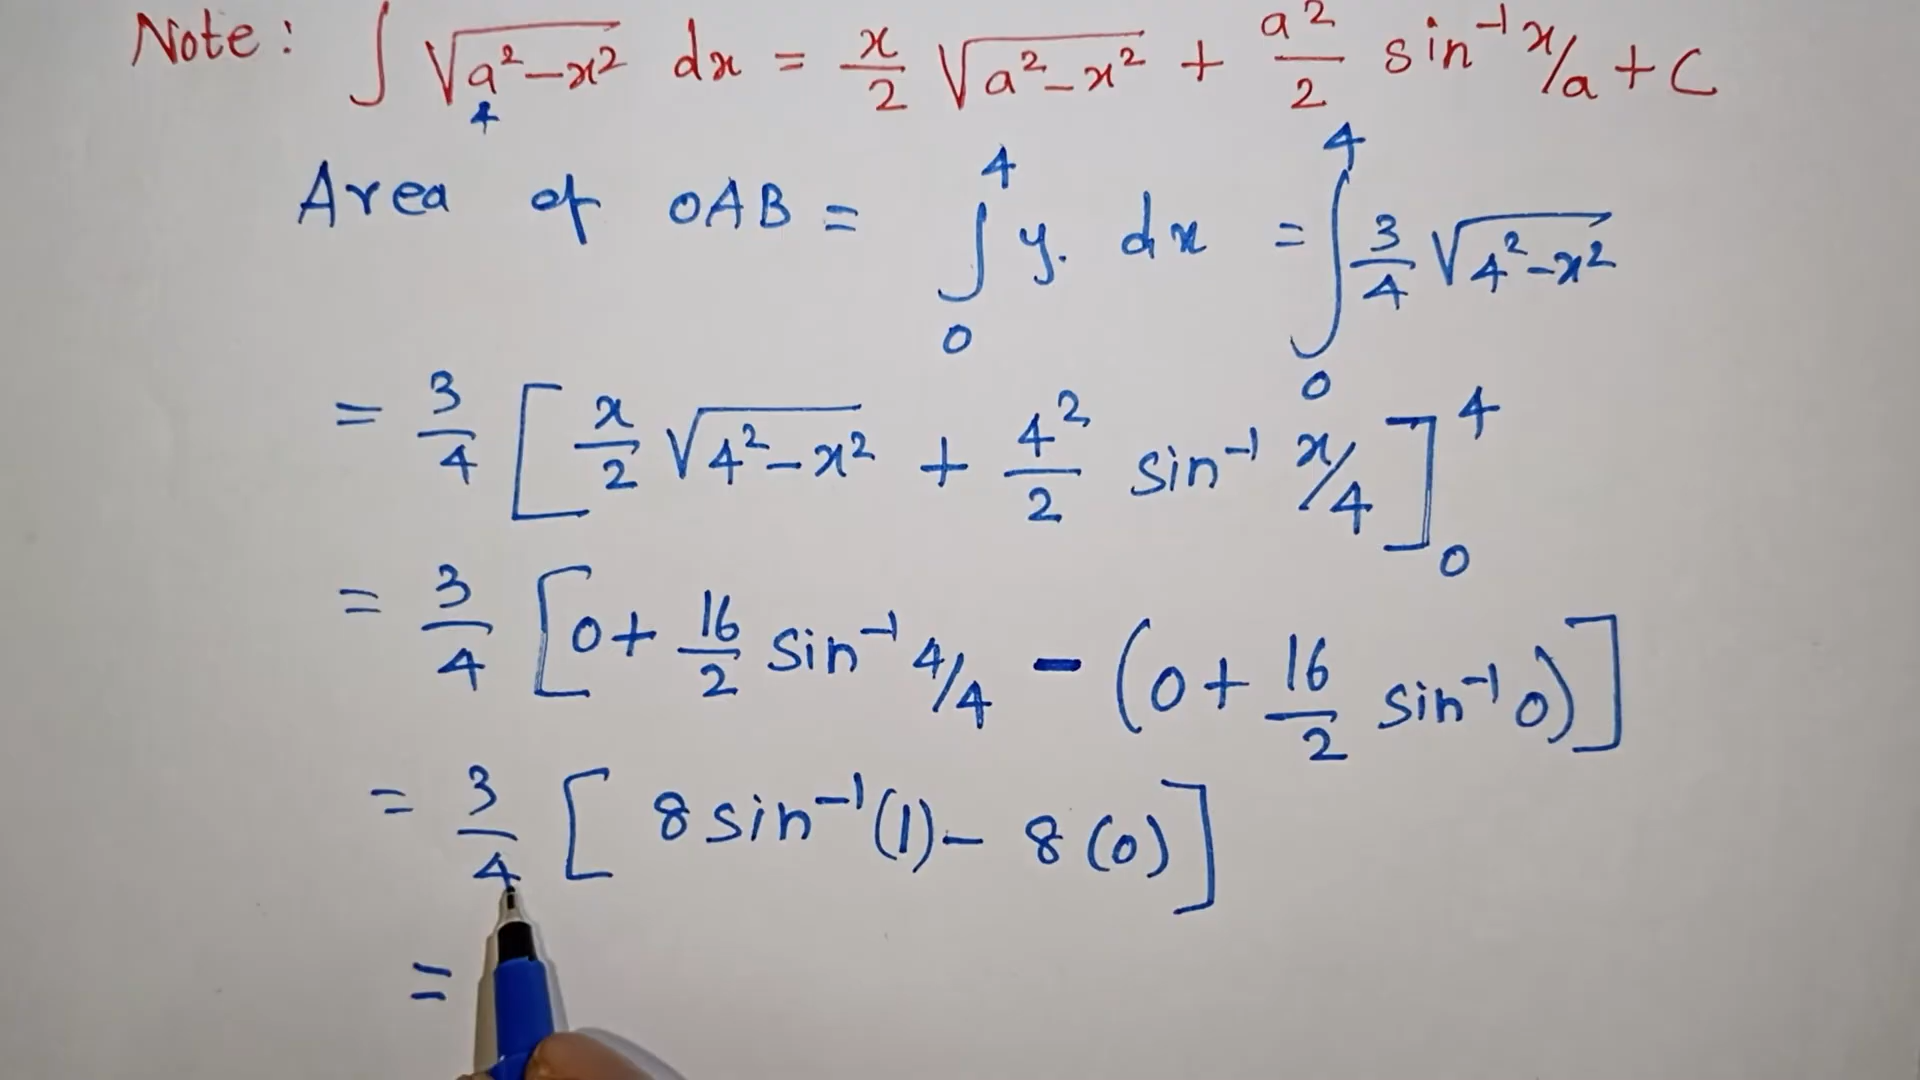 Note: ∫ √a²-x² dx = x/2 √a²-x² + a²/2 sin⁻¹ x/a + C
4
Area of OAB = ∫₀⁴ y. dx = ∫₀⁴ 3/4 √4²-x²
= 3/4 [ x/2 √4²-x² + 4²/2 sin⁻¹ x/4 ]₀⁴
= 3/4 [ 0 + 16/2 sin⁻¹ 4/4 - (0 + 16/2 sin⁻¹ 0) ]
= 3/4 [ 8 sin⁻¹(1) - 8(0) ]
=